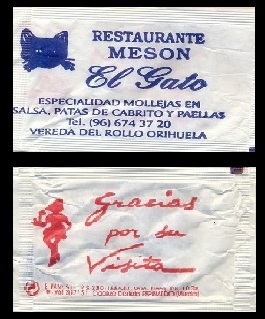 RESTAURANTE
MESON
El Gato
ESPECIALIDAD MOLLEJAS EN
SALSA, PATAS DE CABRITO Y PAELLAS
Tel. (96) 674 37 20
VEREDA DEL ROLLO ORIHUELA
Gracias
por su
Visita